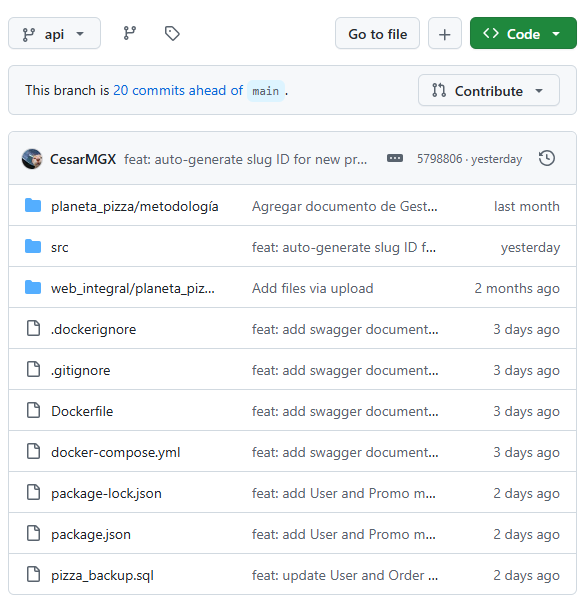 api Go to file Code
This branch is 20 commits ahead of main.
CesarMGX feat: auto-generate slug ID for new pr... 5798806 · yesterday
planeta_pizza/metodología Agregar documento de Gest... last month
src feat: auto-generate slug ID f... yesterday
web_integral/planeta_piz... Add files via upload 2 months ago
.dockerignore feat: add swagger document... 3 days ago
.gitignore feat: add swagger document... 3 days ago
Dockerfile feat: add swagger document... 3 days ago
docker-compose.yml feat: add swagger document... 3 days ago
package-lock.json feat: add User and Promo m... 2 days ago
package.json feat: add User and Promo m... 2 days ago
pizza_backup.sql feat: update User and Order ... 2 days ago
Contribute